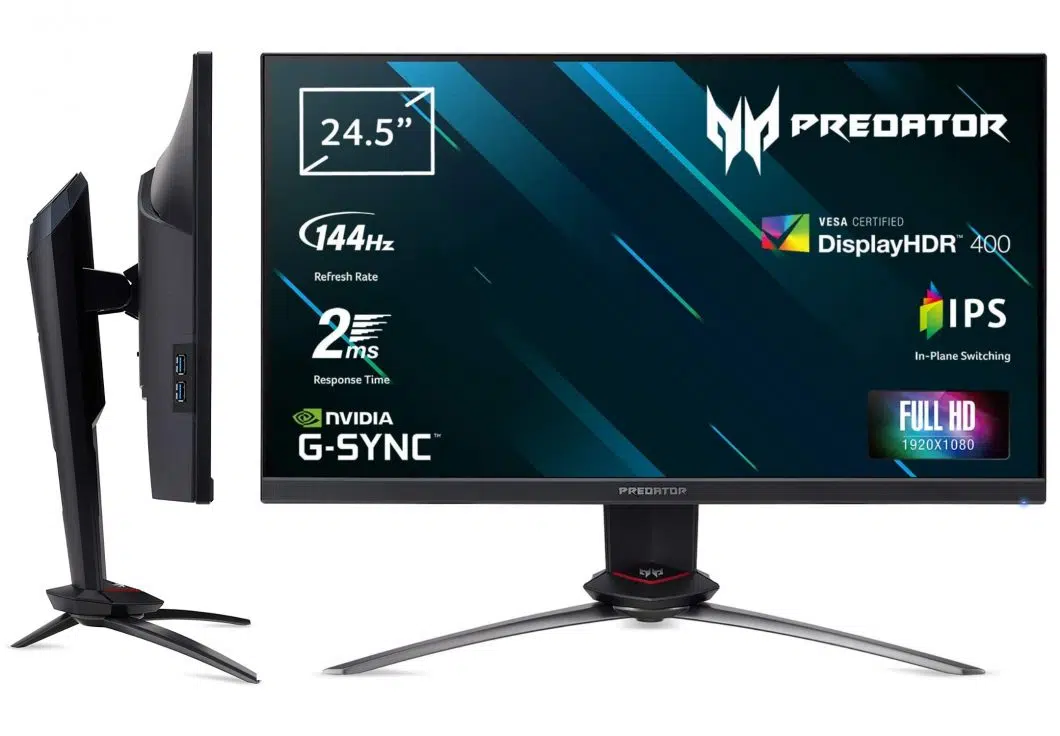 24.5”
PREDATOR
144Hz
Refresh Rate
VESA CERTIFIED
DisplayHDR™ 400
2ms
Response Time
IPS
In-Plane Switching
NVIDIA
G-SYNC™
FULL HD
1920X1080
PREDATOR